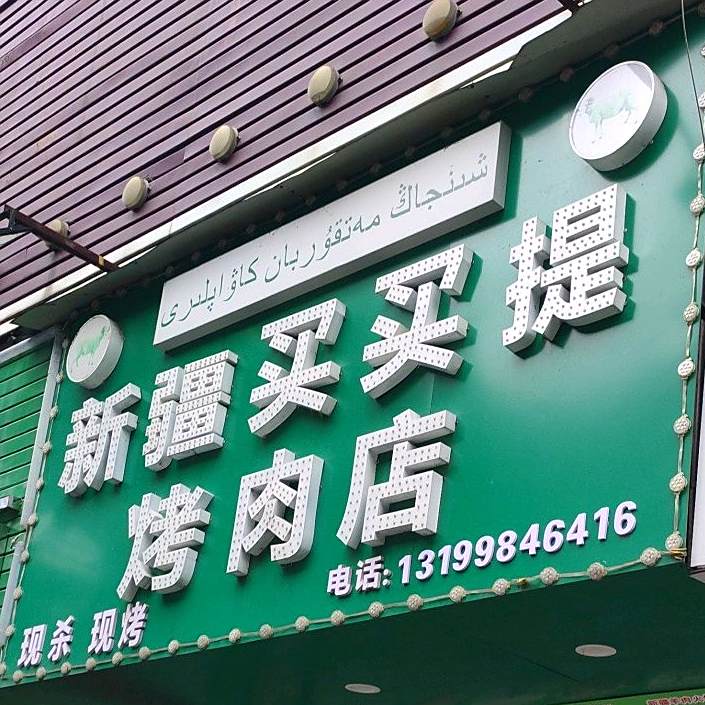 شىنجاڭ مەتقۇربان كاۋاپلىرى
新疆买买提
烤肉店
电话:13199846416
现杀 现烤